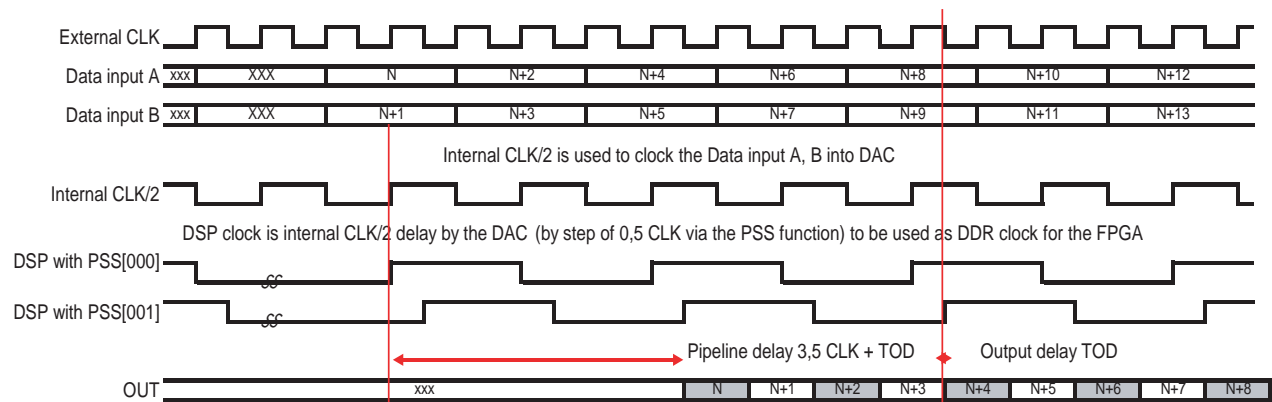 External CLK
Data input A xxx XXX N N+2 N+4 N+6 N+8 N+10 N+12
Data input B xxx XXX N+1 N+3 N+5 N+7 N+9 N+11 N+13
Internal CLK/2 is used to clock the Data input A, B into DAC
Internal CLK/2
DSP clock is internal CLK/2 delay by the DAC (by step of 0,5 CLK via the PSS function) to be used as DDR clock for the FPGA
DSP with PSS[000]
DSP with PSS[001]
Pipeline delay 3,5 CLK + TOD Output delay TOD
OUT xxx N N+1 N+2 N+3 N+4 N+5 N+6 N+7 N+8